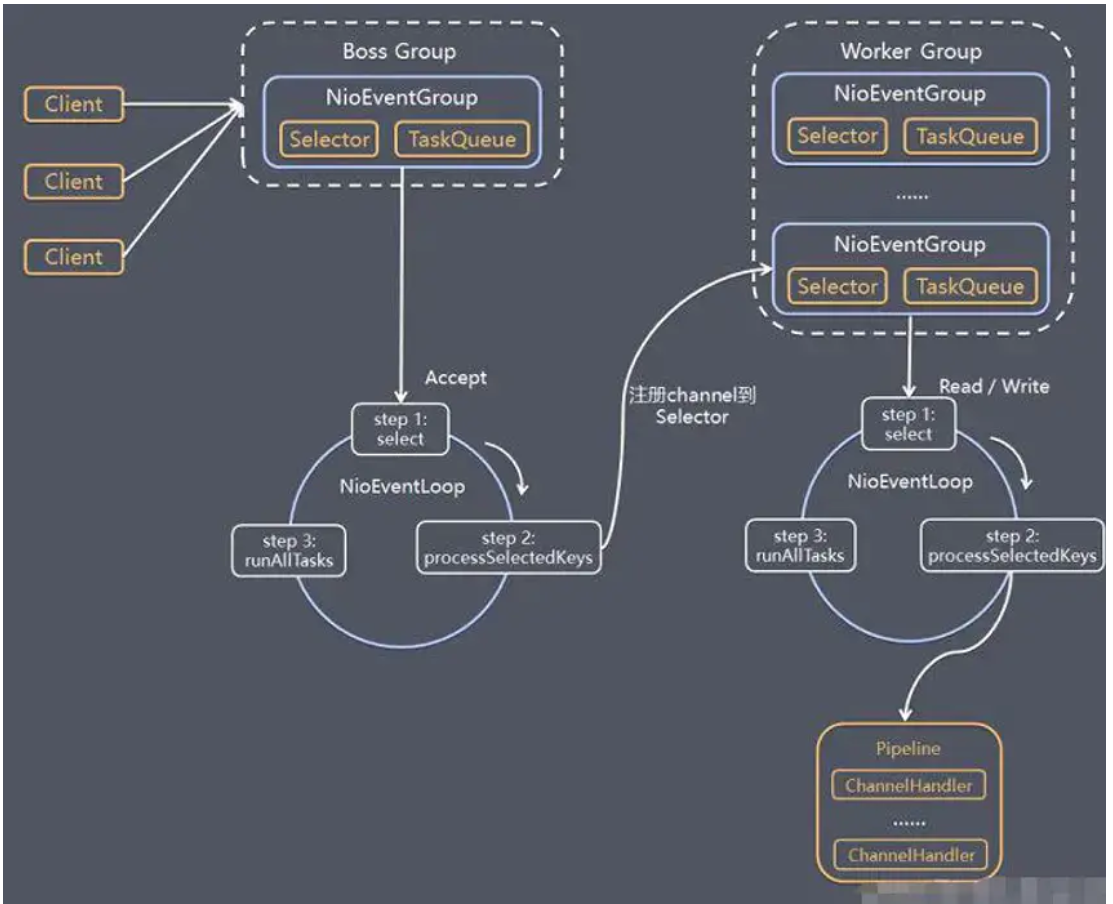 Boss Group
NioEventGroup
Selector
TaskQueue
Client
Client
Client
Accept
step 1:
select
NioEventLoop
step 2:
processSelectedKeys
step 3:
runAllTasks
注册channel到
Selector
Worker Group
NioEventGroup
Selector
TaskQueue
......
NioEventGroup
Selector
TaskQueue
Read / Write
step 1:
select
NioEventLoop
step 2:
processSelectedKeys
step 3:
runAllTasks
Pipeline
ChannelHandler
......
ChannelHandler